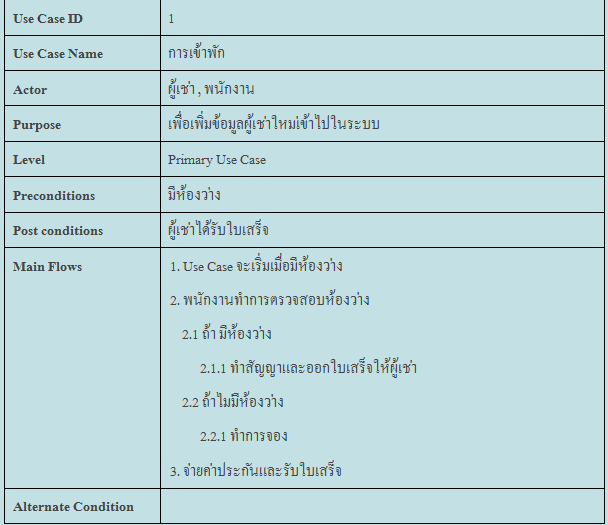 Use Case ID 1
Use Case Name การเข้าพัก
Actor ผู้เช่า , พนักงาน
Purpose เพื่อเพิ่มข้อมูลผู้เช่าใหม่เข้าไปในระบบ
Level Primary Use Case
Preconditions มีห้องว่าง
Post conditions ผู้เช่าได้รับใบเสร็จ
Main Flows 1. Use Case จะเริ่มเมื่อมีห้องว่าง
2. พนักงานทำการตรวจสอบห้องว่าง
2.1 ถ้า มีห้องว่าง
2.1.1 ทำสัญญาและออกใบเสร็จให้ผู้เช่า
2.2 ถ้าไม่มีห้องว่าง
2.2.1 ทำการจอง
3. จ่ายค่าประกันและรับใบเสร็จ
Alternate Condition